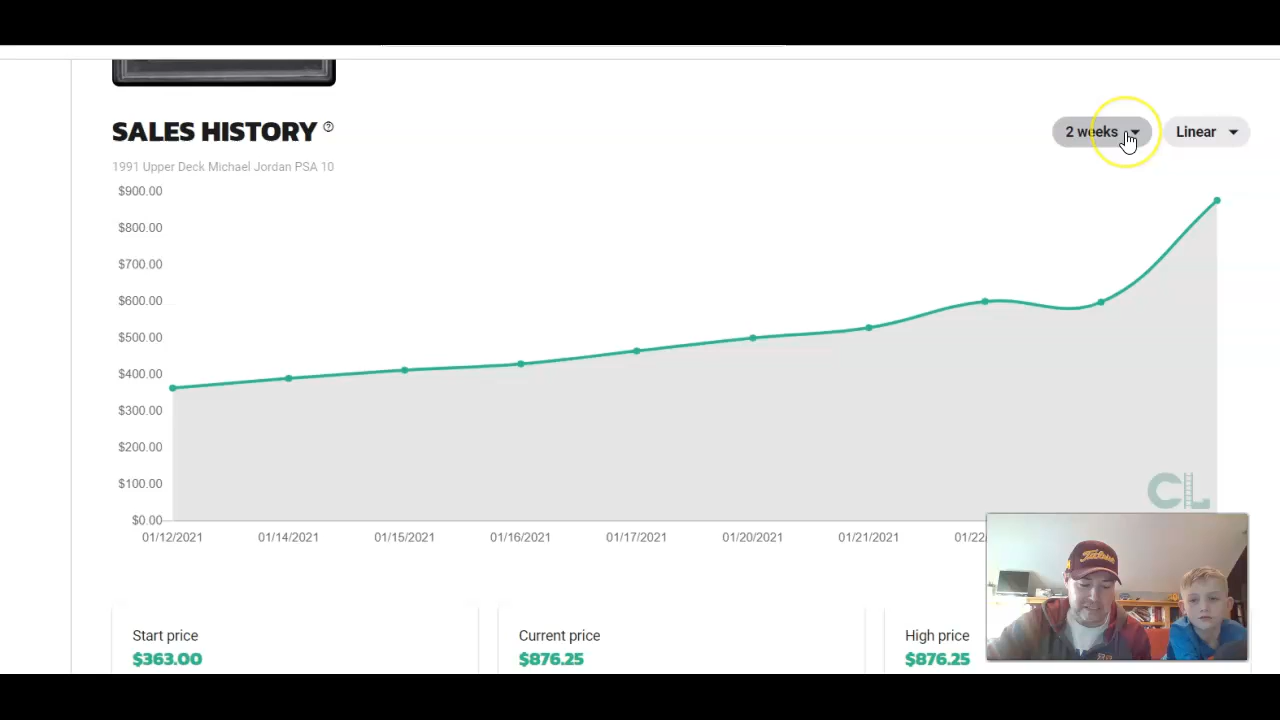 SALES HISTORY
2 weeks
Linear
1991 Upper Deck Michael Jordan PSA 10
$900.00
$800.00
$700.00
$600.00
$500.00
$400.00
$300.00
$200.00
$100.00
$0.00
CL
01/12/2021
01/14/2021
01/15/2021
01/16/2021
01/17/2021
01/20/2021
01/21/2021
01/22
Titleist
Start price
$363.00
Current price
$876.25
High price
$876.25